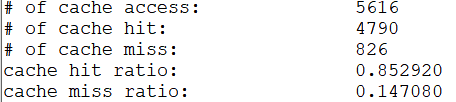 # of cache access: 5616
# of cache hit: 4790
# of cache miss: 826
cache hit ratio: 0.852920
cache miss ratio: 0.147080